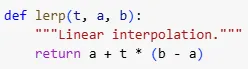 def lerp(t, a, b):
    """Linear interpolation."""
    return a + t * (b - a)